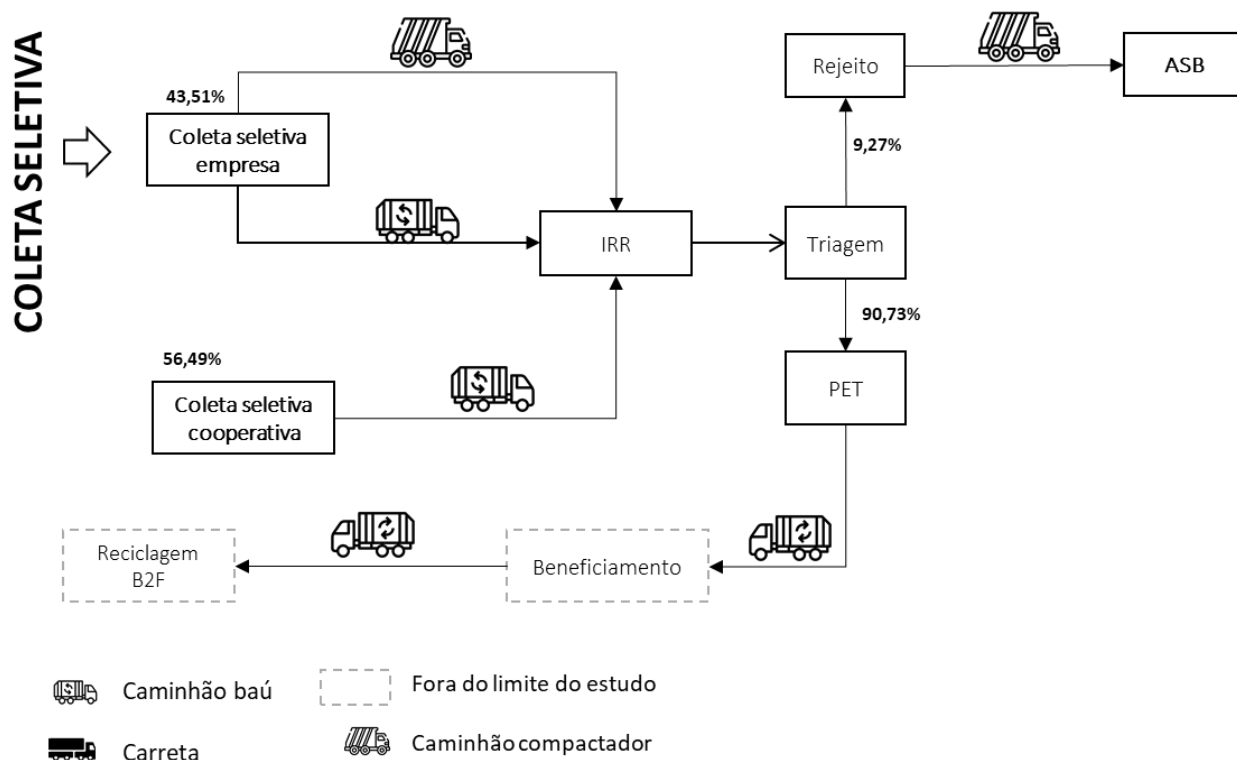 COLETA SELETIVA
43,51%
Coleta seletiva
empresa
56,49%
Coleta seletiva
cooperativa
IRR
Triagem
9,27%
Rejeito
ASB
90,73%
PET
Beneficiamento
Reciclagem
B2F
Caminhão baú
Fora do limite do estudo
Carreta
Caminhão compactador